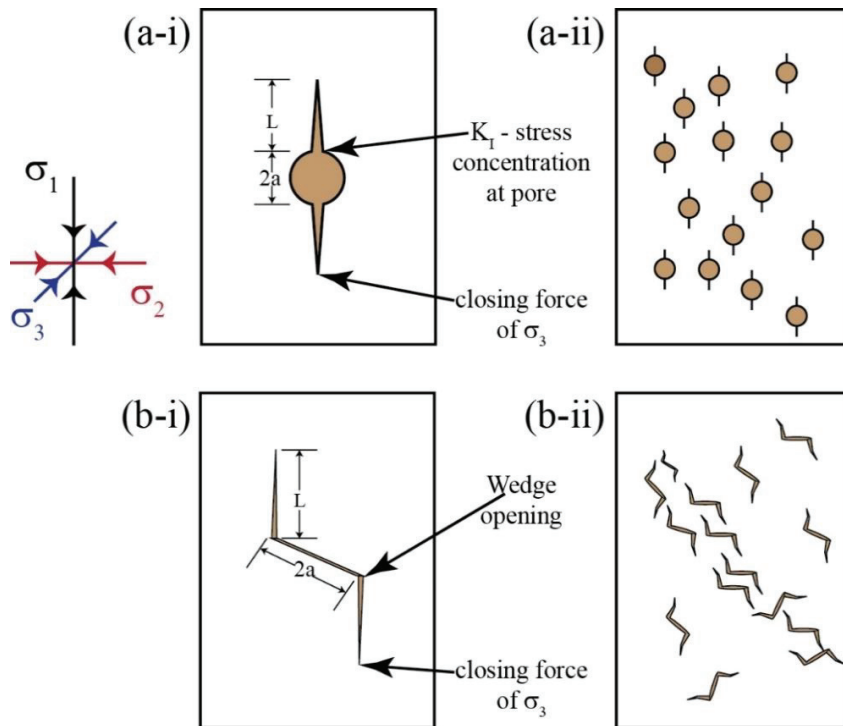 (a-i)
(a-ii)
L
2a
K_I - stress
concentration
at pore
σ₁
σ₂
σ₃
closing force
of σ₃
(b-i)
(b-ii)
L
2a
Wedge
opening
closing force
of σ₃